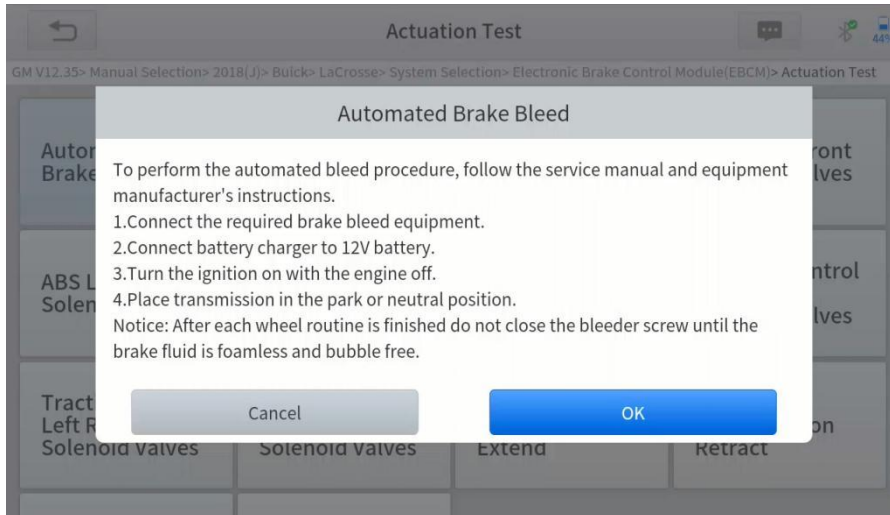 Actuation Test
44%
GM V12.35> Manual Selection> 2018(J)> Buick> LaCrosse> System Selection> Electronic Brake Control Module(EBCM)> Actuation Test
Automated Brake Bleed
To perform the automated bleed procedure, follow the service manual and equipment
manufacturer's instructions.
1.Connect the required brake bleed equipment.
2.Connect battery charger to 12V battery.
3.Turn the ignition on with the engine off.
4.Place transmission in the park or neutral position.
Notice: After each wheel routine is finished do not close the bleeder screw until the
brake fluid is foamless and bubble free.
Cancel
OK
Brake
ABS L
Tract
Left R
Solenoid Valves
Solenoid Valves
Extend
Retract